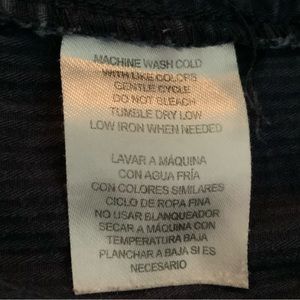 MACHINE WASH COLD
WITH LIKE COLORS
GENTLE CYCLE
DO NOT BLEACH
TUMBLE DRY LOW
LOW IRON WHEN NEEDED
LAVAR A MÁQUINA
CON AGUA FRÍA
CON COLORES SIMILARES
CICLO DE ROPA FINA
NO USAR BLANQUEADOR
SECAR A MÁQUINA CON
TEMPERATURA BAJA
PLANCHAR A BAJA SI ES
NECESARIO